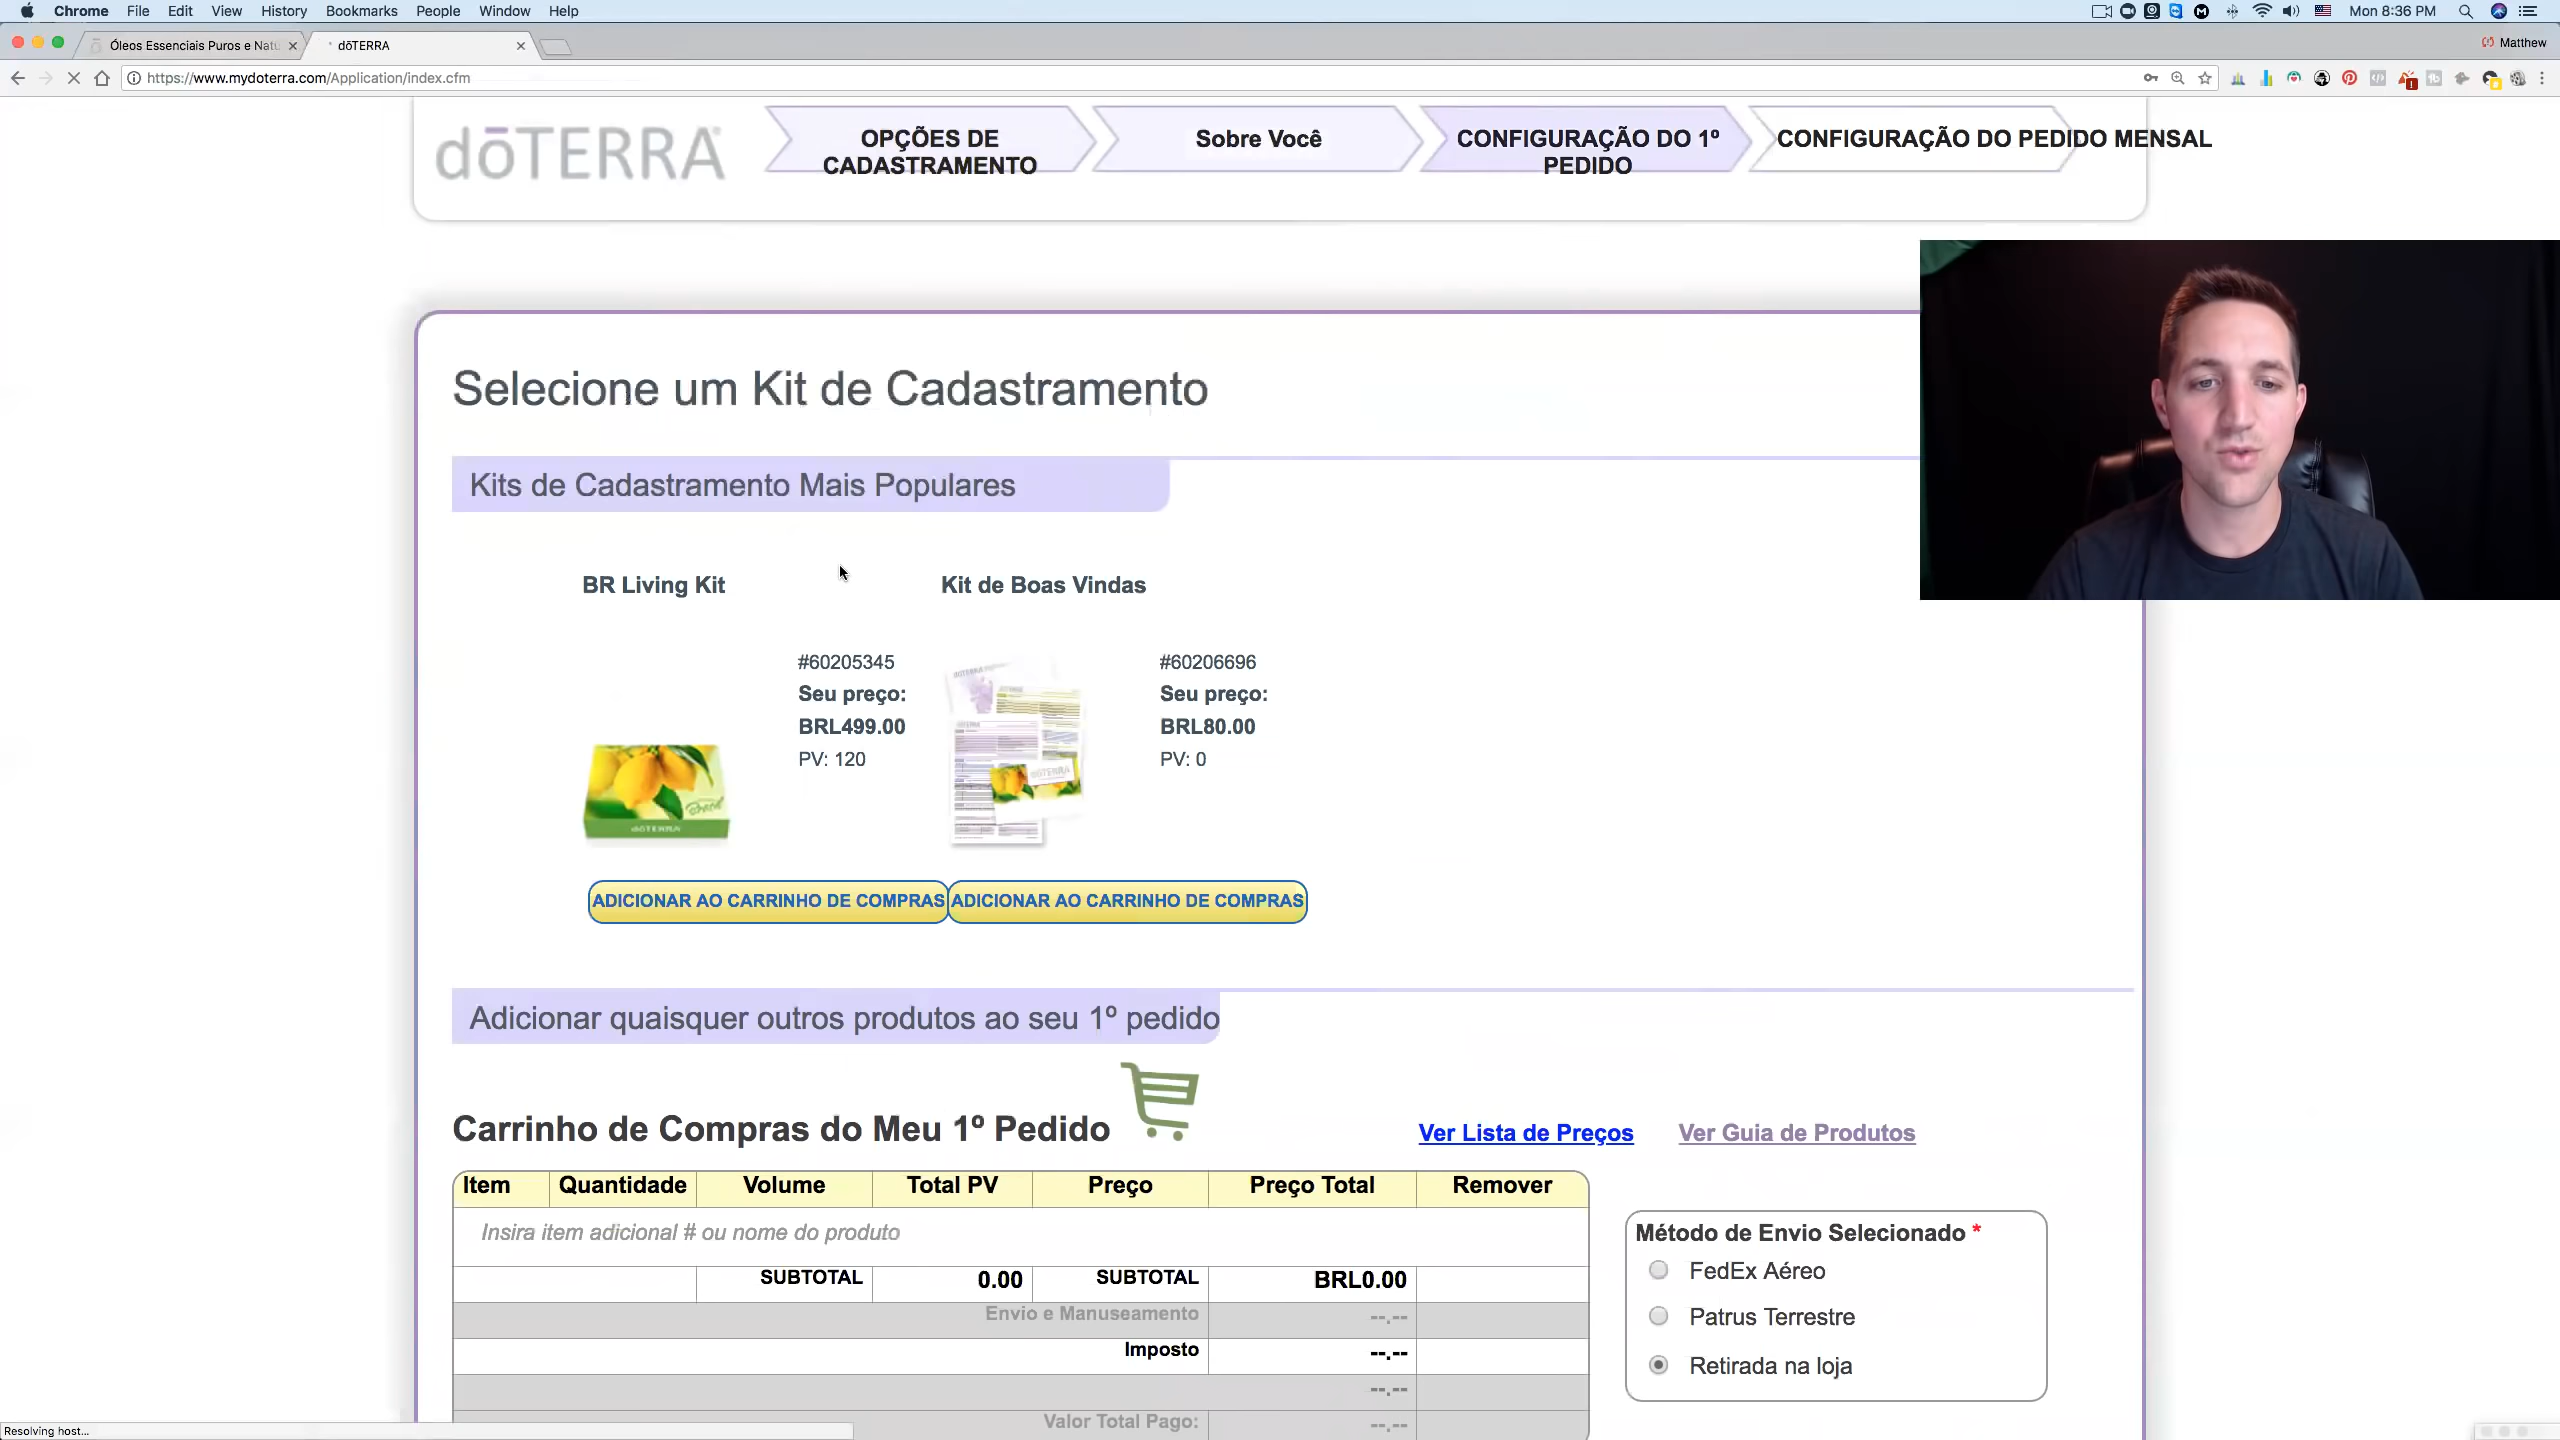 Chrome File Edit View History Bookmarks People Window Help
Mon 8:36 PM
Óleos Essenciais Puros e Natu
dōTERRA
Matthew
https://www.mydoterra.com/Application/index.cfm
dōTERRA
OPÇÕES DE
CADASTRAMENTO
Sobre Você
CONFIGURAÇÃO DO 1º
PEDIDO
CONFIGURAÇÃO DO PEDIDO MENSAL
Selecione um Kit de Cadastramento
Kits de Cadastramento Mais Populares
BR Living Kit
#60205345
Seu preço:
BRL499.00
PV: 120
dōTERRA
ADICIONAR AO CARRINHO DE COMPRAS
Kit de Boas Vindas
#60206696
Seu preço:
BRL80.00
PV: 0
dōTERRA
ADICIONAR AO CARRINHO DE COMPRAS
Adicionar quaisquer outros produtos ao seu 1º pedido
Carrinho de Compras do Meu 1º Pedido
Ver Lista de Preços
Ver Guia de Produtos
Item Quantidade Volume Total PV Preço Preço Total Remover
Insira item adicional # ou nome do produto
SUBTOTAL 0.00 SUBTOTAL BRL0.00
Envio e Manuseamento --.--
Imposto --.--
--.--
Valor Total Pago: --.--
Método de Envio Selecionado *
FedEx Aéreo
Patrus Terrestre
Retirada na loja
Resolving host...